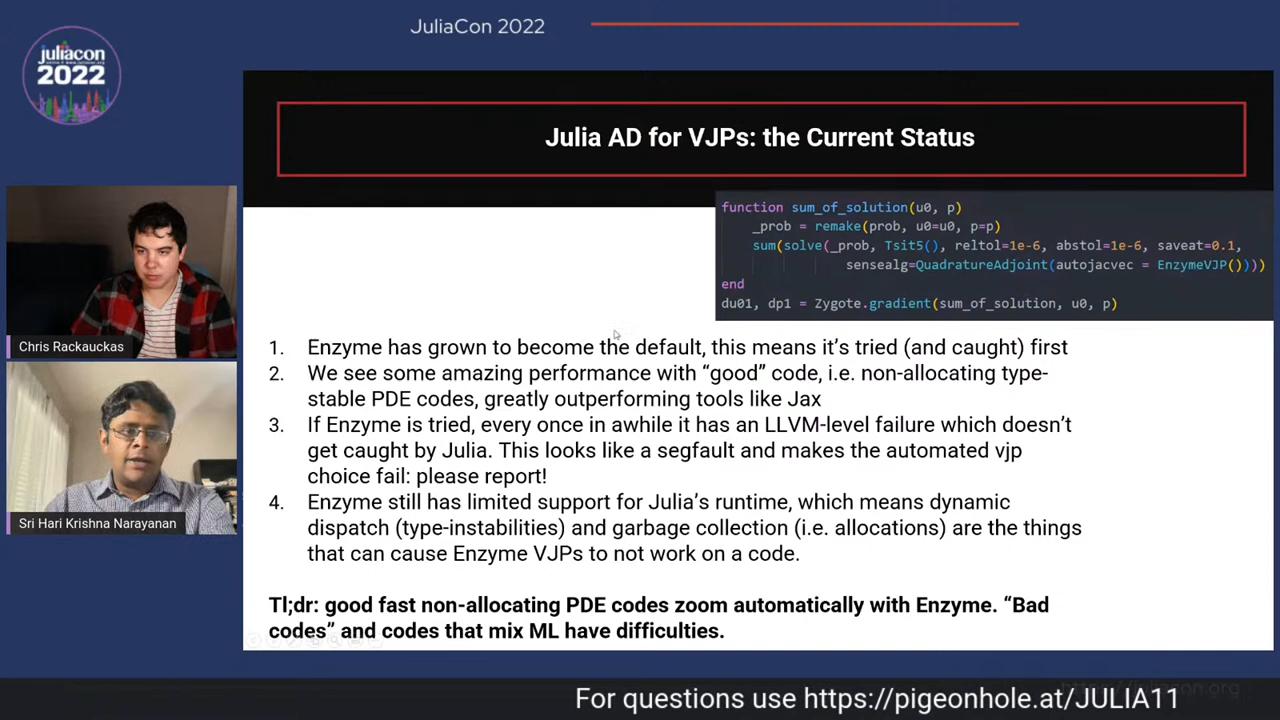 JuliaCon 2022
juliacon
2022
Julia AD for VJPs: the Current Status
function sum_of_solution(u0, p)
_prob = remake(prob, u0=u0, p=p)
sum(solve(_prob, Tsit5(), reltol=1e-6, abstol=1e-6, saveat=0.1,
sensealg=QuadratureAdjoint(autojacvec = EnzymeVJP())))
end
du01, dp1 = Zygote.gradient(sum_of_solution, u0, p)
Chris Rackauckas
Sri Hari Krishna Narayanan
1. Enzyme has grown to become the default, this means it’s tried (and caught) first
2. We see some amazing performance with “good” code, i.e. non-allocating type-
stable PDE codes, greatly outperforming tools like Jax
3. If Enzyme is tried, every once in awhile it has an LLVM-level failure which doesn’t
get caught by Julia. This looks like a segfault and makes the automated vjp
choice fail: please report!
4. Enzyme still has limited support for Julia’s runtime, which means dynamic
dispatch (type-instabilities) and garbage collection (i.e. allocations) are the things
that can cause Enzyme VJPs to not work on a code.
Tl;dr: good fast non-allocating PDE codes zoom automatically with Enzyme. “Bad
codes” and codes that mix ML have difficulties.
For questions use https://pigeonhole.at/JULIA11